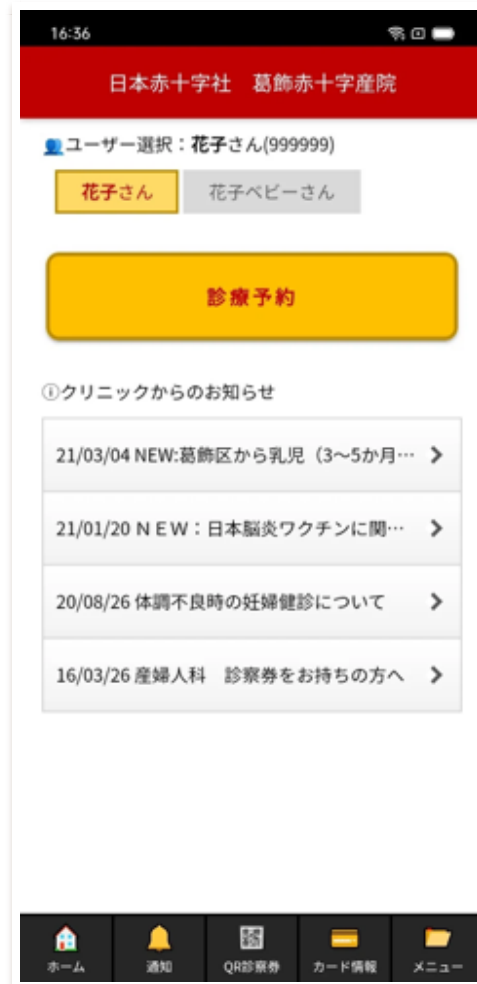 16:36
日本赤十字社　葛飾赤十字産院
ユーザー選択：花子さん(999999)
花子さん
花子ベビーさん
診療予約
ⓘクリニックからのお知らせ
21/03/04 NEW:葛飾区から乳児（3〜5か月…
21/01/20 ＮＥＷ：日本脳炎ワクチンに関…
20/08/26 体調不良時の妊婦健診について
16/03/26 産婦人科　診察券をお持ちの方へ
ホーム
通知
QR診察券
カード情報
メニュー